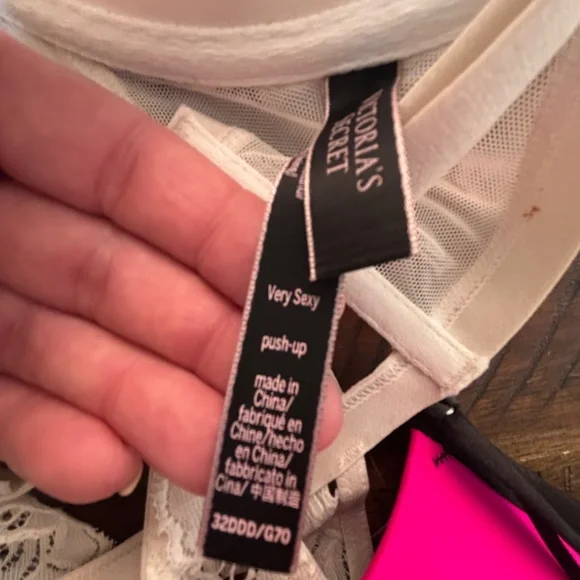 VICTORIA'S
SECRET
Very Sexy
push-up
made in
China/
fabriqué en
Chine/hecho
en China/
fabbricato in
Cina/ 中国制造
32DDD/G70